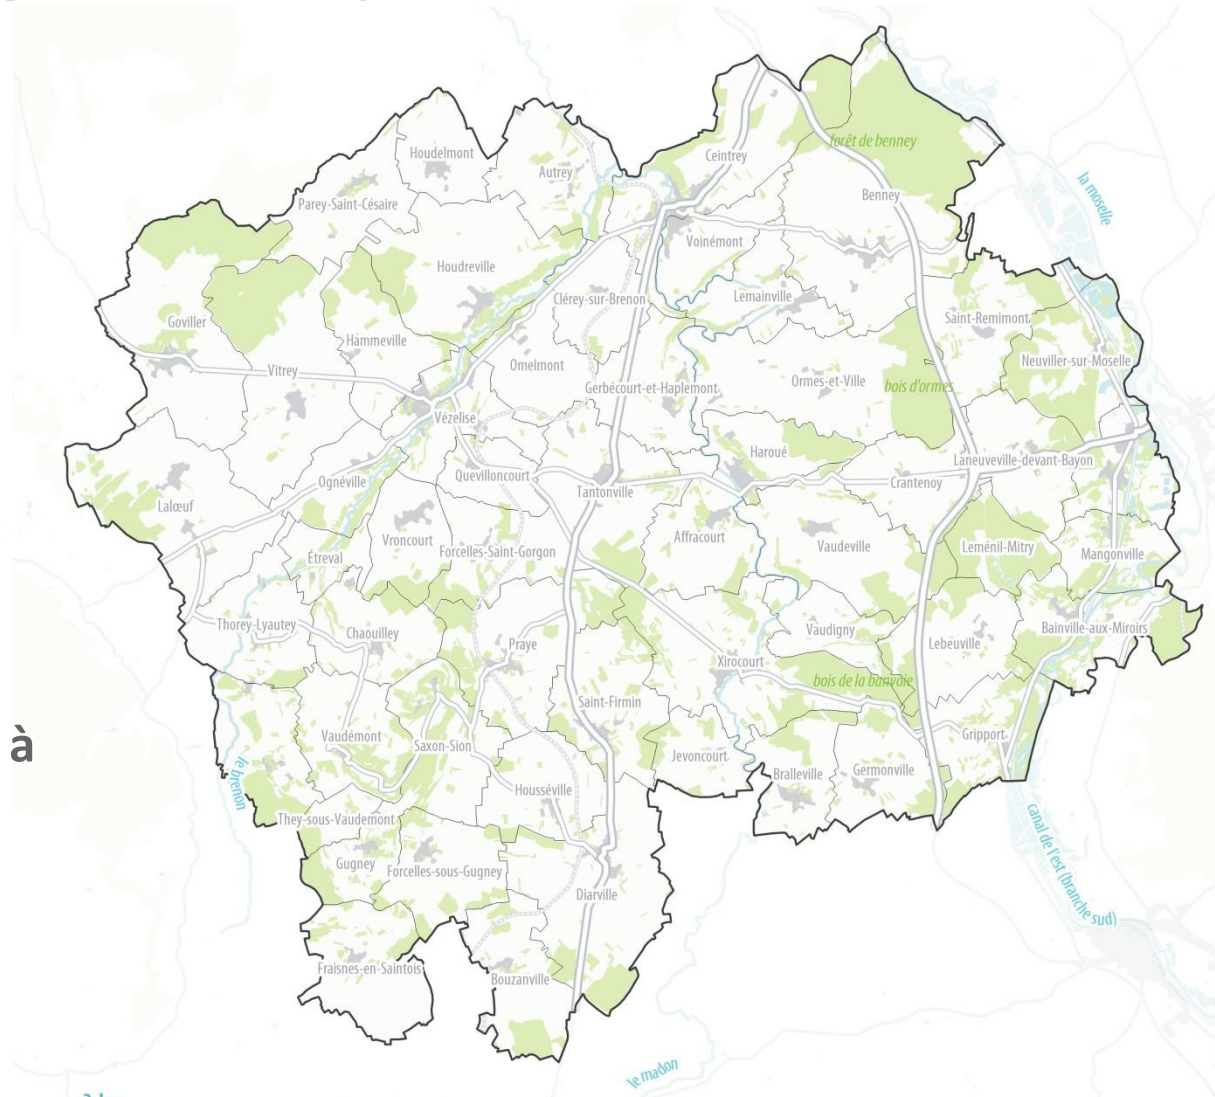 forêt de benney
Houdelmont
Ceintrey
Autrey
la moselle
Benney
Parey-Saint-Césaire
Voinémont
Houdreville
Clérey-sur-Brenon
Lemainville
Goviller
Saint-Remimont
Hammeville
Neuviller-sur-Moselle
Omelmont
Vitrey
Ormes-et-Ville
bois d'ormes
Gerbécourt-et-Haplemont
Vézelise
Haroué
Laneuveville-devant-Bayon
Quevilloncourt
Ognéville
Crantenoy
Tantonville
Lalœuf
Affracourt
Vroncourt
Vaudeville
Leménil-Mitry
Forcelles-Saint-Gorgon
Mangonville
Étreval
Thorey-Lyautey
Bainville-aux-Miroirs
Chaouilley
Vaudigny
Praye
Lebeuville
Xirocourt
bois de la banvoie
Saint-Firmin
Gripport
Vaudémont
Saxon-Sion
à
Jevoncourt
Germonville
Bralleville
le brenon
Housséville
They-sous-Vaudemont
Gugney
Forcelles-sous-Gugney
canal de l'est (branche sud)
Diarville
Fraisnes-en-Saintois
Bouzanville
le madon